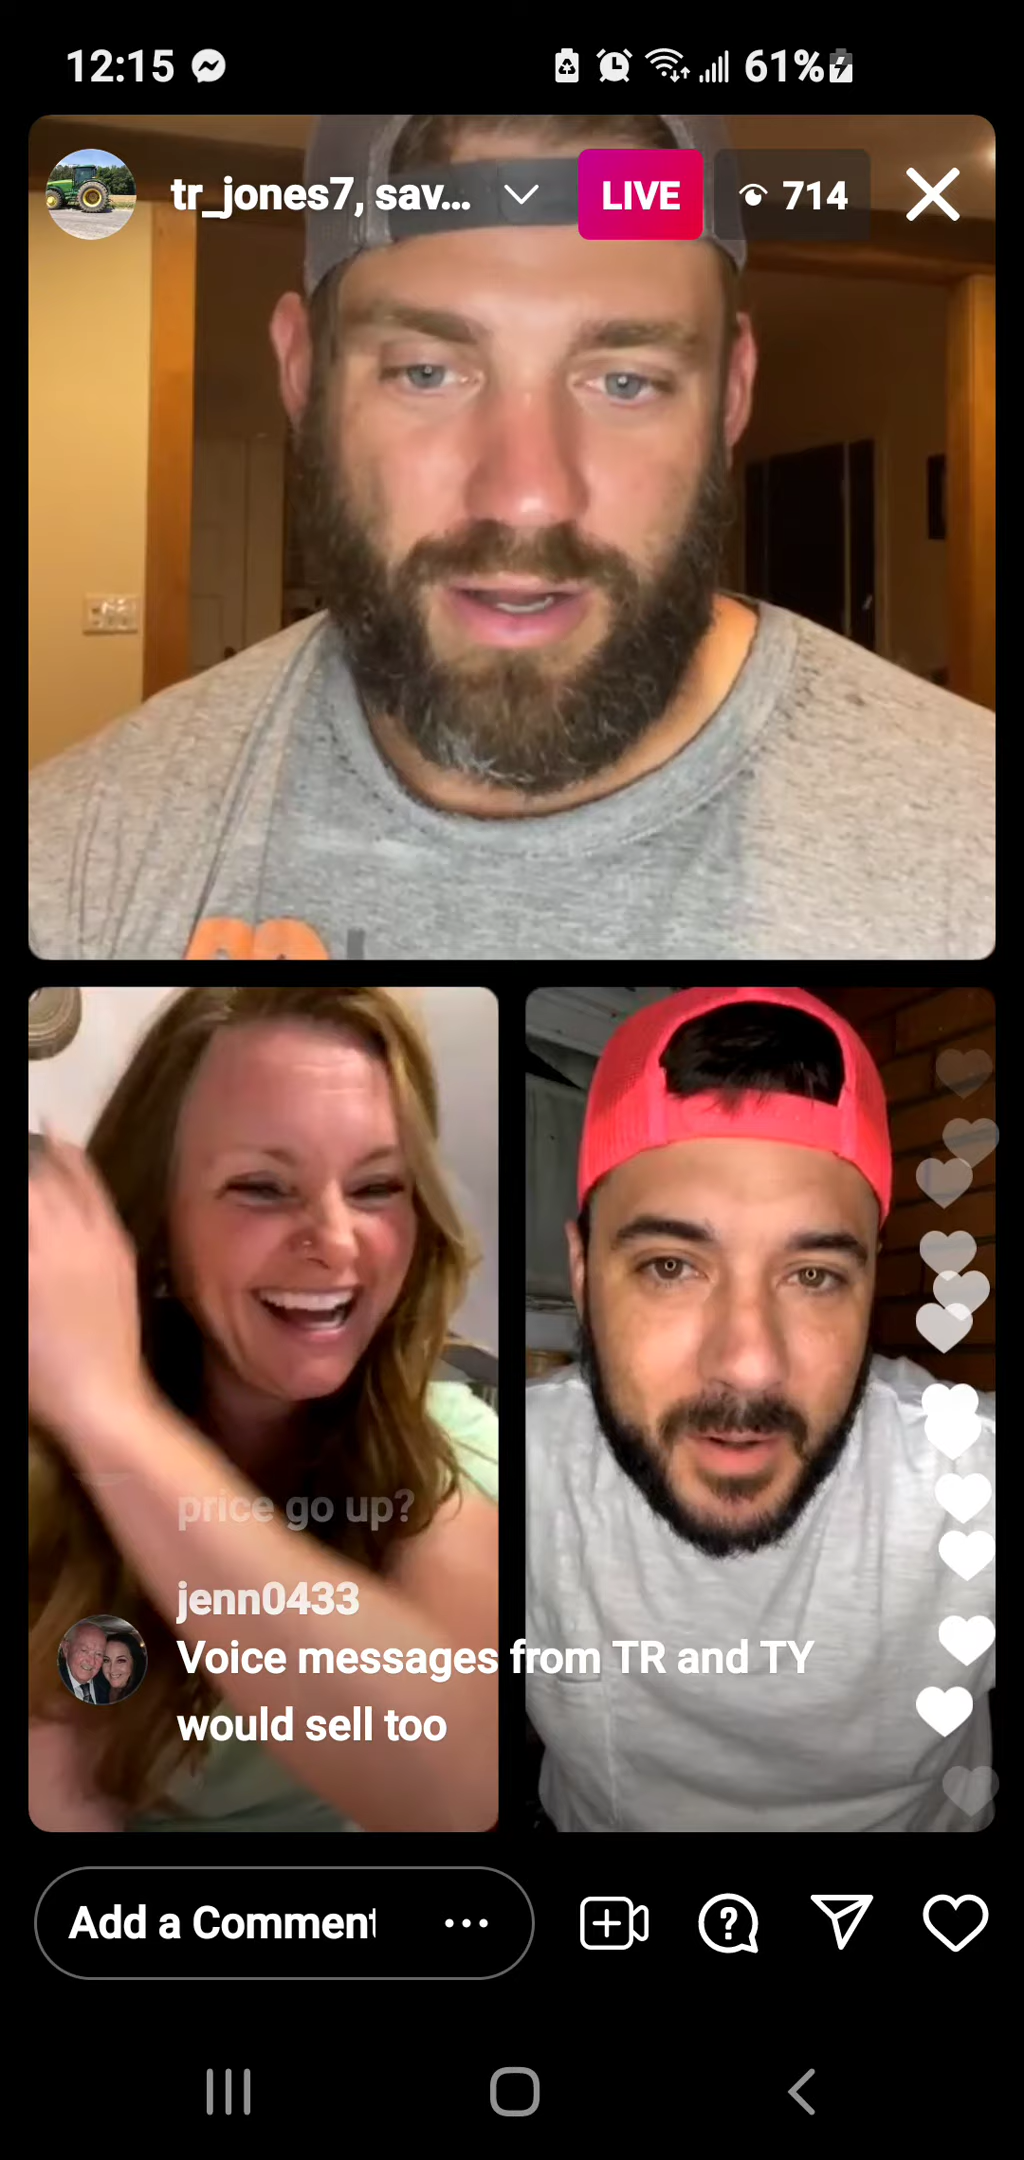 12:15
61%
tr_jones7, sav...
LIVE
714
price go up?
jenn0433
Voice messages from TR and TY
would sell too
Add a Comment